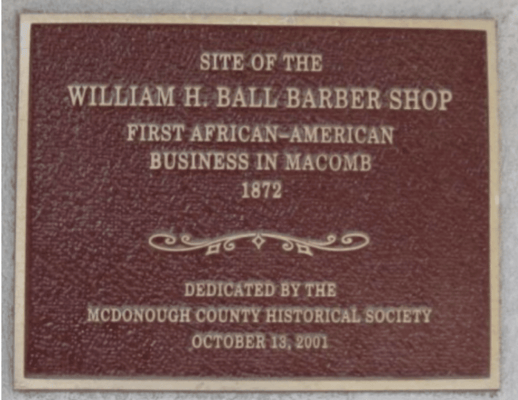 SITE OF THE
WILLIAM H. BALL BARBER SHOP
FIRST AFRICAN-AMERICAN
BUSINESS IN MACOMB
1872
DEDICATED BY THE
MCDONOUGH COUNTY HISTORICAL SOCIETY
OCTOBER 13, 2001